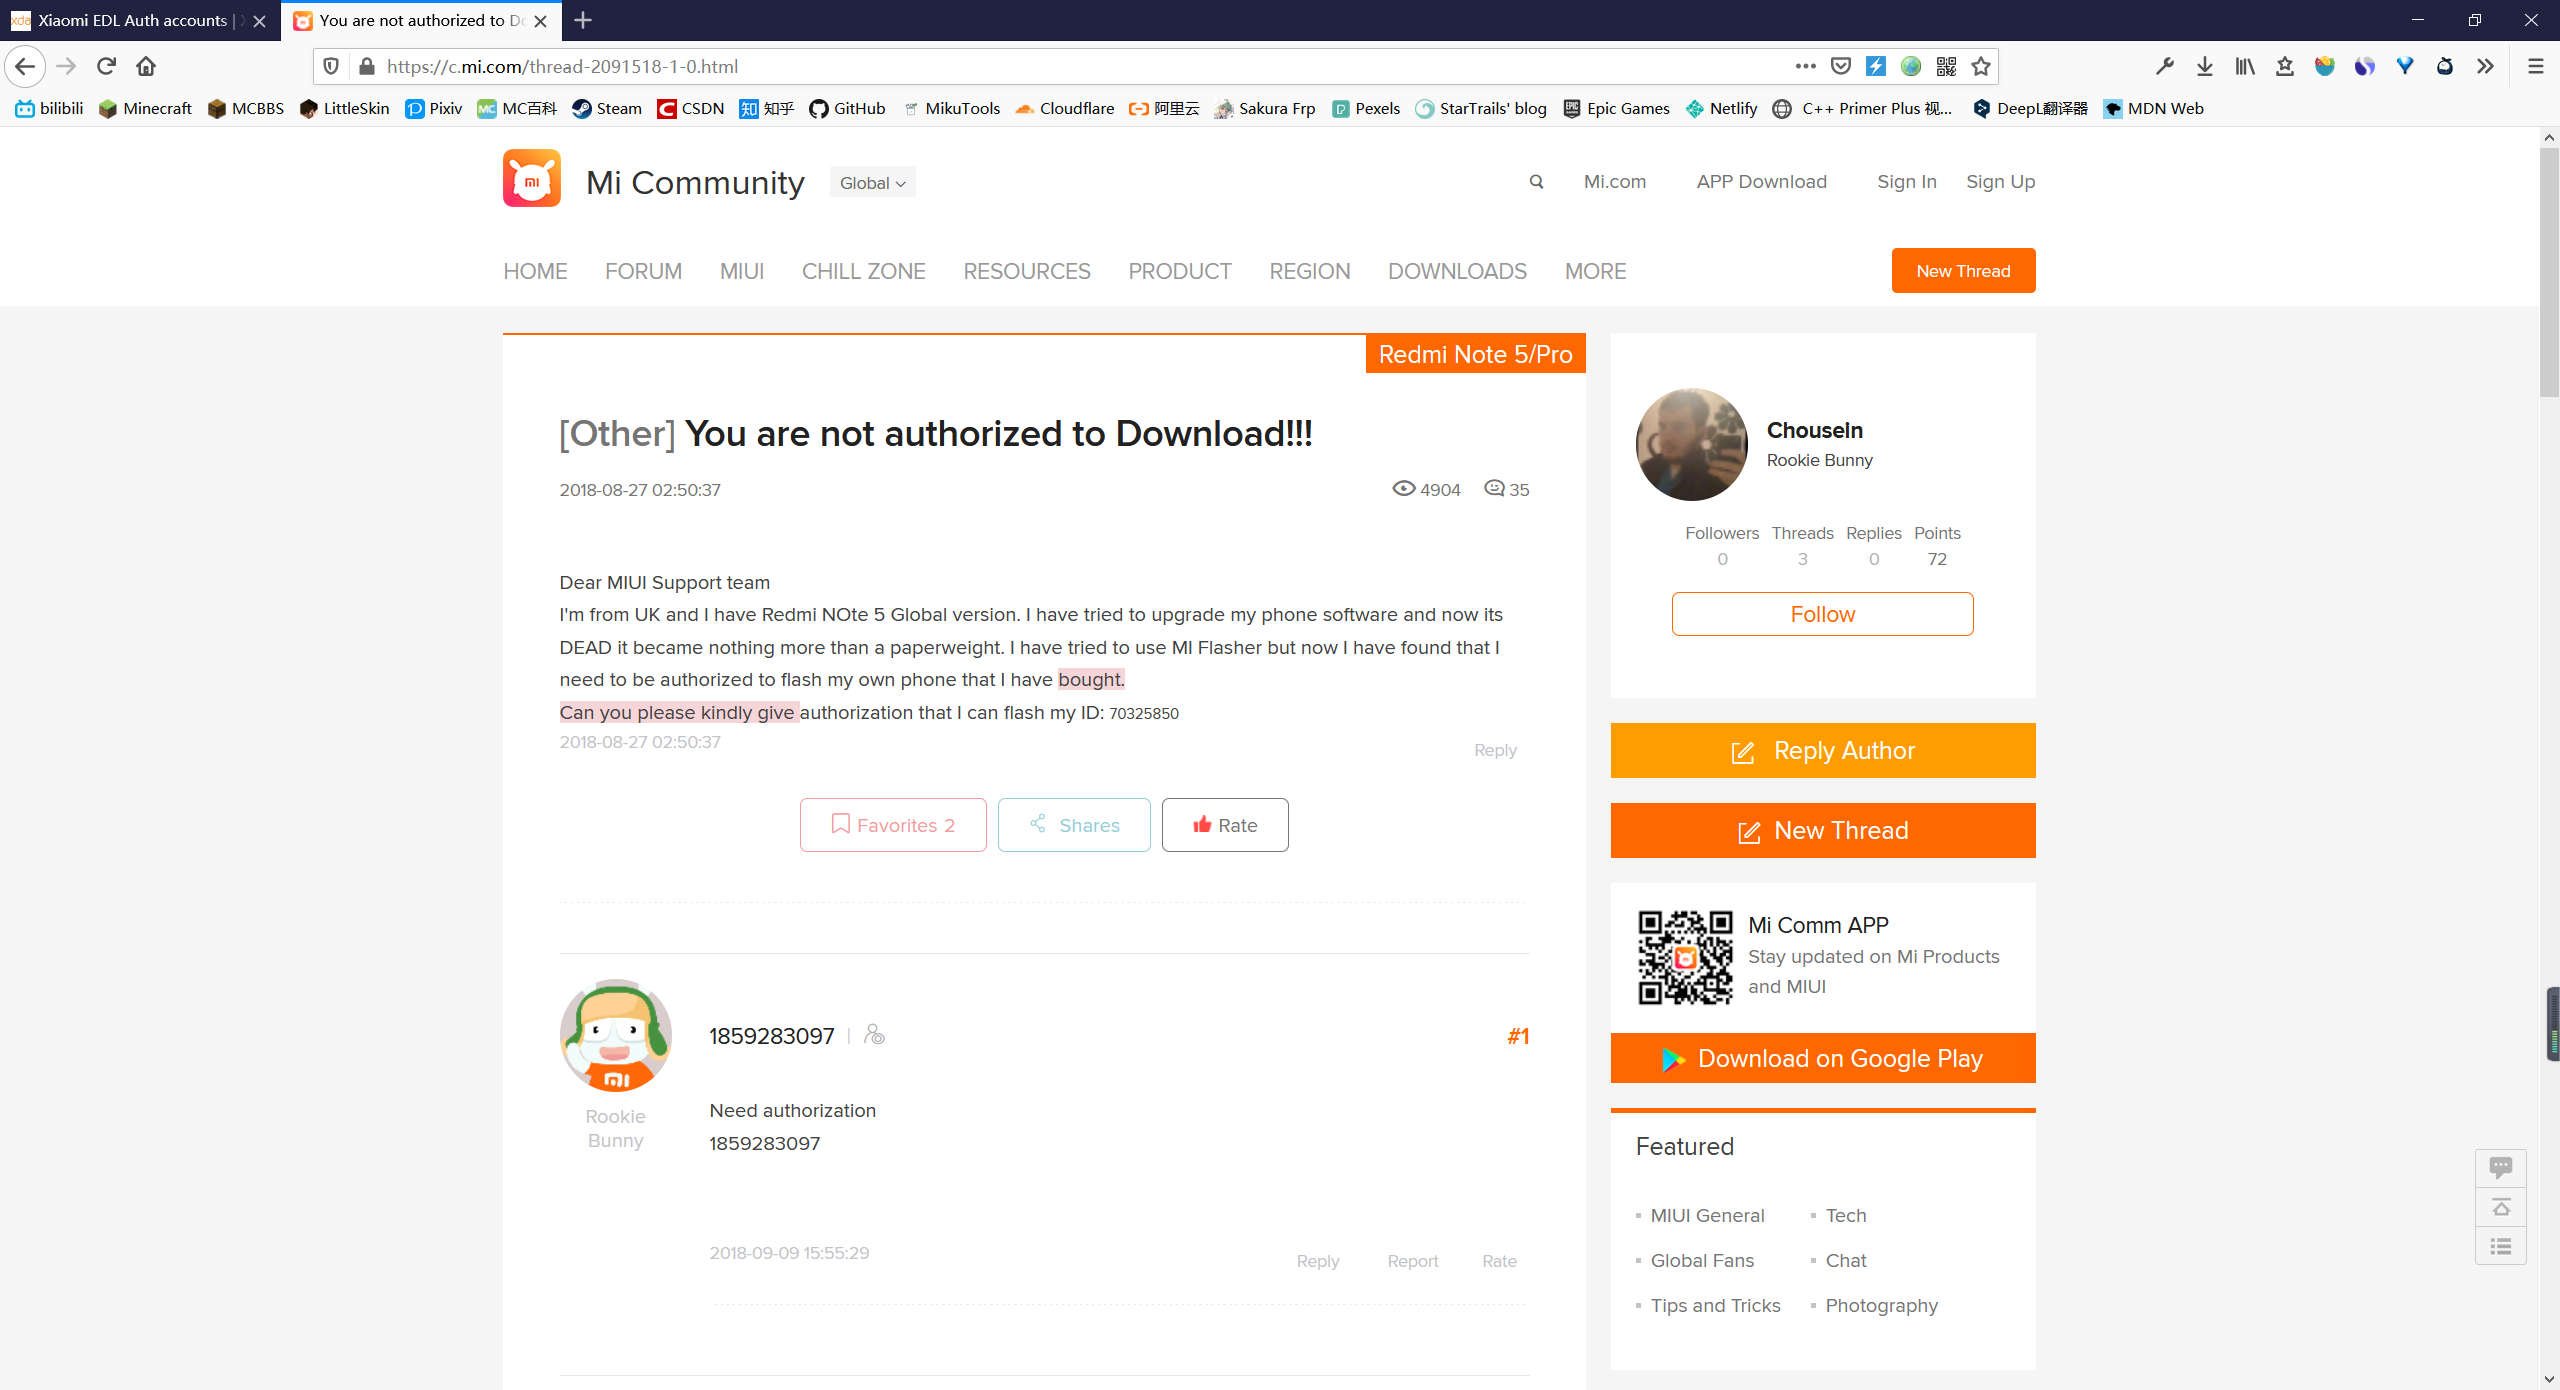 Xiaomi EDL Auth accounts |
You are not authorized to Do
https://c.mi.com/thread-2091518-1-0.html
bilibili Minecraft MCBBS LittleSkin Pixiv MC百科 Steam CSDN 知乎 GitHub MikuTools Cloudflare 阿里云 Sakura Frp Pexels StarTrails' blog Epic Games Netlify C++ Primer Plus 视... DeepL翻译器 MDN Web
Mi Community Global
Mi.com APP Download Sign In Sign Up
HOME FORUM MIUI CHILL ZONE RESOURCES PRODUCT REGION DOWNLOADS MORE
New Thread
Redmi Note 5/Pro
[Other] You are not authorized to Download!!!
2018-08-27 02:50:37 4904 35
Dear MIUI Support team
I'm from UK and I have Redmi NOte 5 Global version. I have tried to upgrade my phone software and now its
DEAD it became nothing more than a paperweight. I have tried to use MI Flasher but now I have found that I
need to be authorized to flash my own phone that I have bought.
Can you please kindly give authorization that I can flash my ID: 70325850
2018-08-27 02:50:37 Reply
Favorites 2 Shares Rate
1859283097 | #1
Rookie
Bunny
Need authorization
1859283097
2018-09-09 15:55:29 Reply Report Rate
Chousein
Rookie Bunny
Followers Threads Replies Points
0 3 0 72
Follow
Reply Author
New Thread
Mi Comm APP
Stay updated on Mi Products
and MIUI
Download on Google Play
Featured
MIUI General Tech
Global Fans Chat
Tips and Tricks Photography